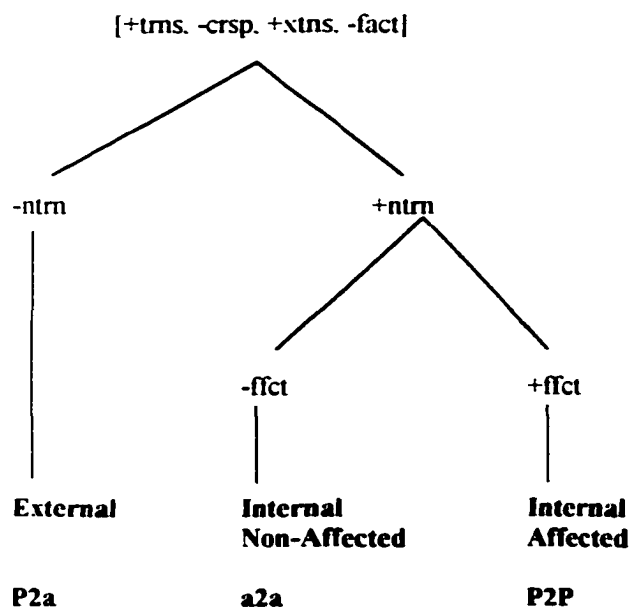 [+trns. -crsp. +xtns. -fact]
-ntrn +ntrn
-ffct +ffct
External Internal Internal
Non-Affected Affected
P2a a2a P2P